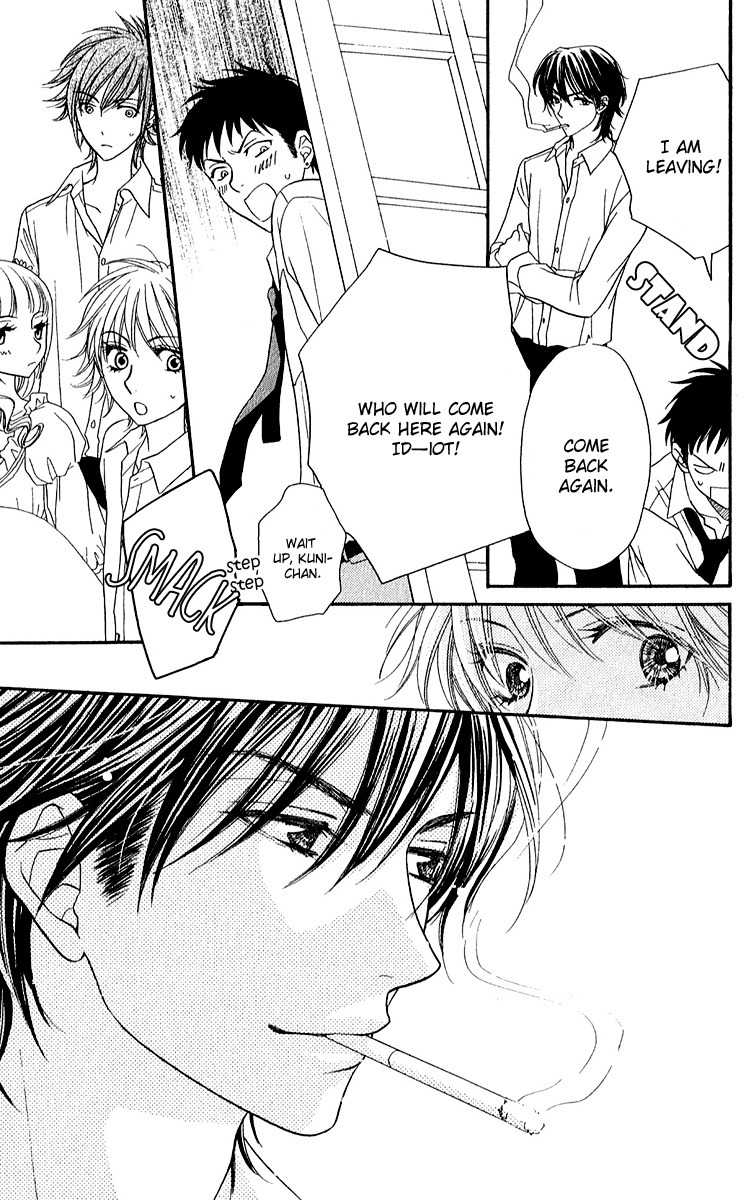 I AM
LEAVING!
STAND
COME
BACK
AGAIN.
WHO WILL COME
BACK HERE AGAIN!
ID—IOT!
WAIT
UP, KUNI-
CHAN.
step
step
SMACK